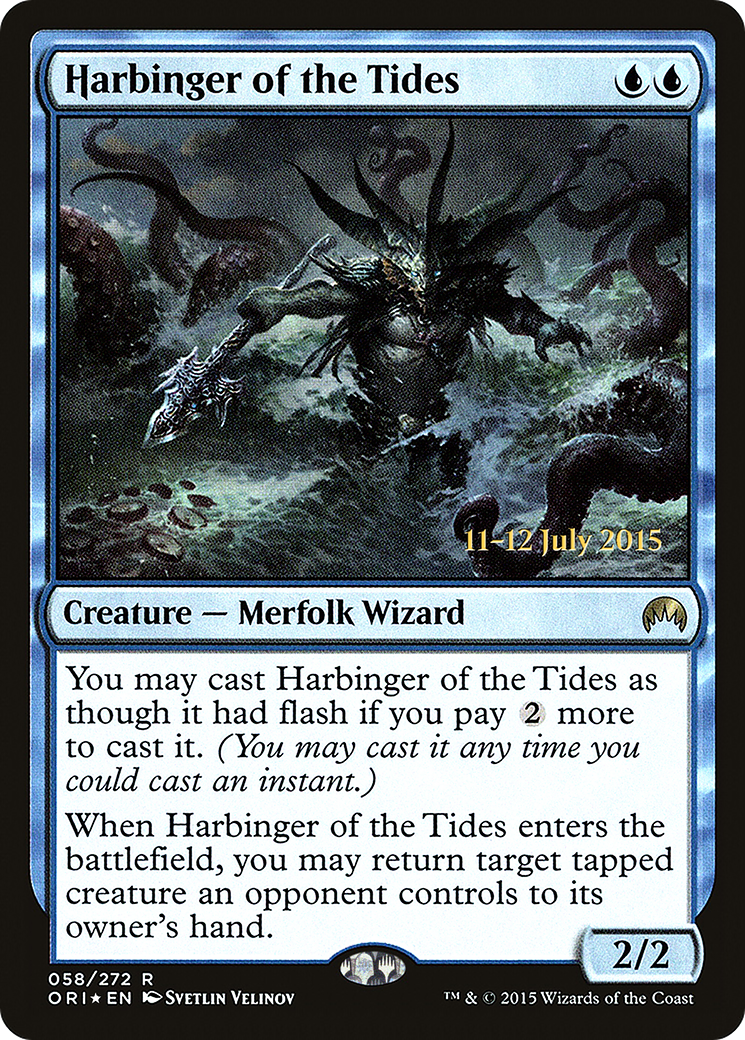 Harbinger of the Tides
11-12 July 2015
Creature — Merfolk Wizard
You may cast Harbinger of the Tides as
though it had flash if you pay 2 more
to cast it. (You may cast it any time you
could cast an instant.)
When Harbinger of the Tides enters the
battlefield, you may return target tapped
creature an opponent controls to its
owner's hand.
2/2
058/272 R
ORI★EN Svetlin Velinov
™ & © 2015 Wizards of the Coast